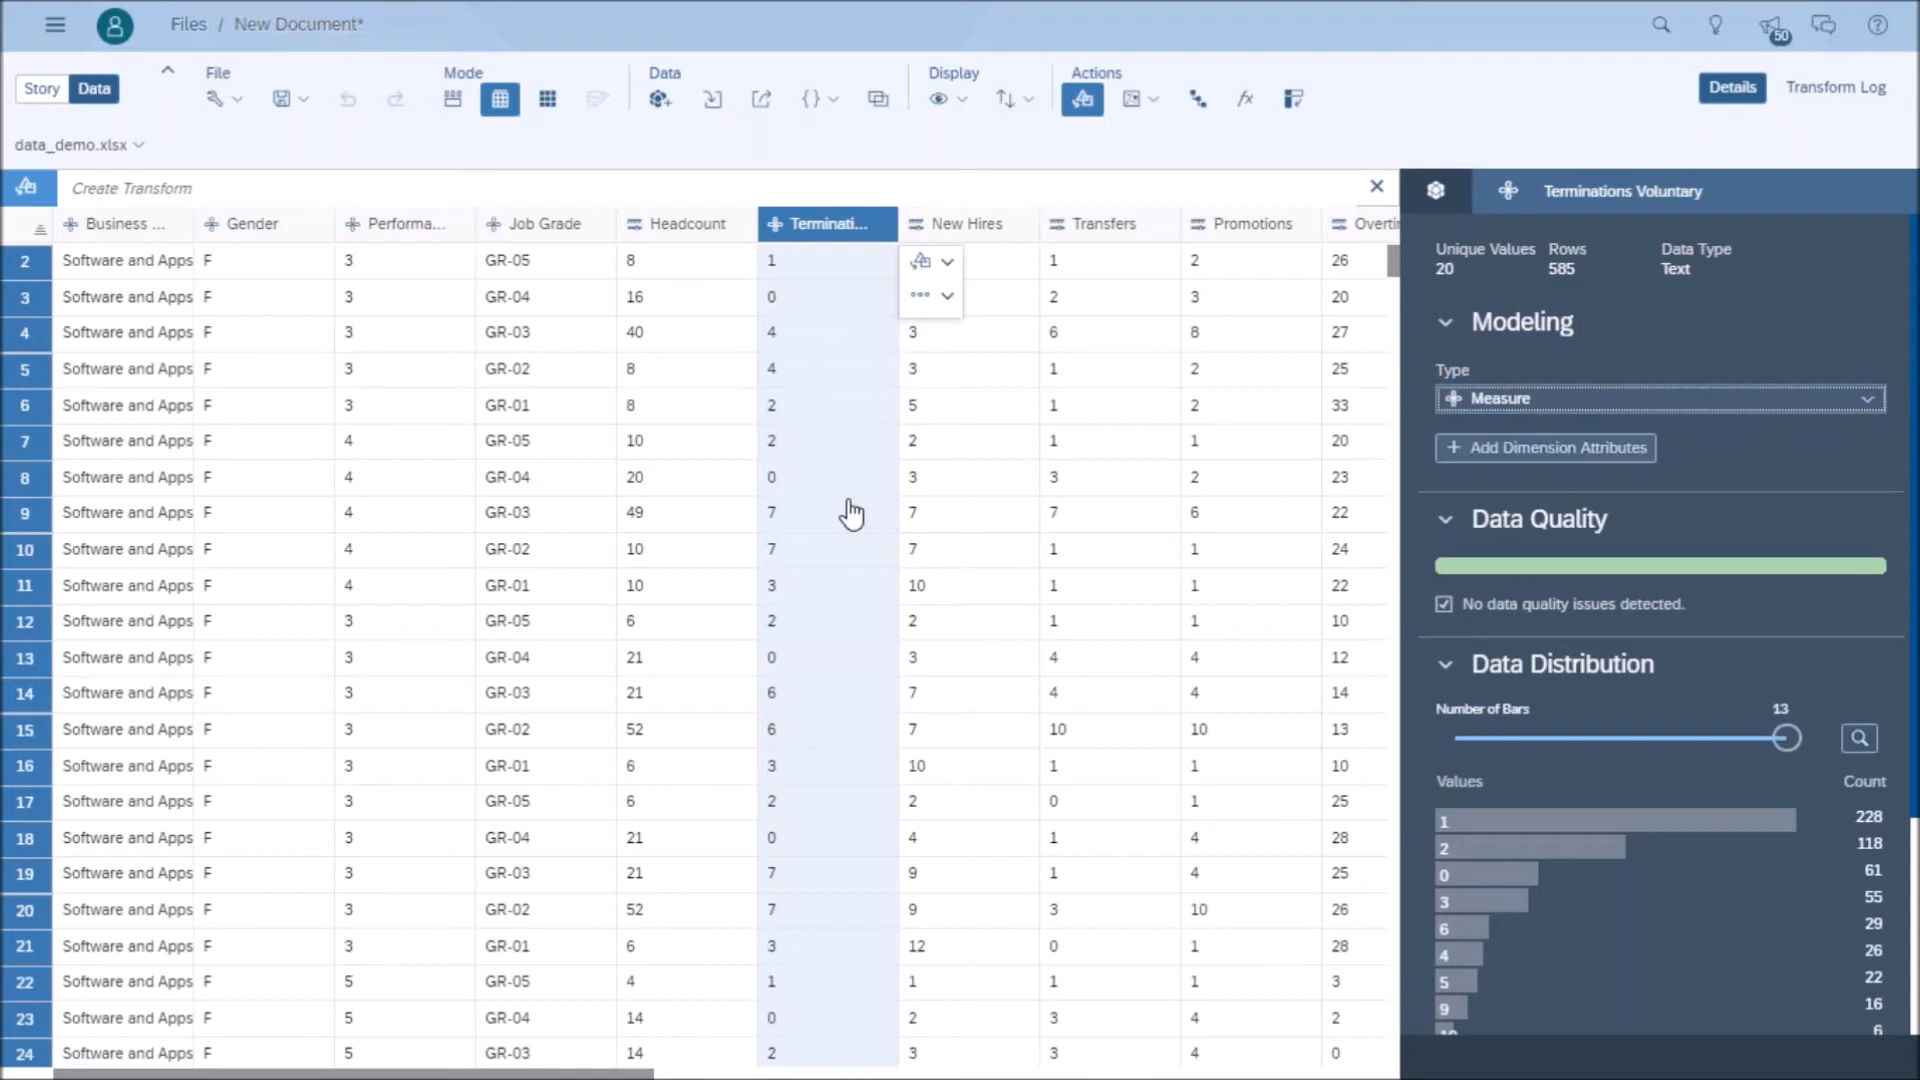 Files / New Document*
50
Story Data
File
Mode
Data
Display
Actions
Details Transform Log
data_demo.xlsx
Create Transform
Business ... Gender Performa... Job Grade Headcount Terminati... New Hires Transfers Promotions Overti
2 Software and Apps F 3 GR-05 8 1 1 2 26
3 Software and Apps F 3 GR-04 16 0 2 3 20
4 Software and Apps F 3 GR-03 40 4 3 6 8 27
5 Software and Apps F 3 GR-02 8 4 3 1 2 25
6 Software and Apps F 3 GR-01 8 2 5 1 2 33
7 Software and Apps F 4 GR-05 10 2 2 1 1 20
8 Software and Apps F 4 GR-04 20 0 3 3 2 23
9 Software and Apps F 4 GR-03 49 7 7 7 6 22
10 Software and Apps F 4 GR-02 10 7 7 1 1 24
11 Software and Apps F 4 GR-01 10 3 10 1 1 22
12 Software and Apps F 3 GR-05 6 2 2 1 1 10
13 Software and Apps F 3 GR-04 21 0 3 4 4 12
14 Software and Apps F 3 GR-03 21 6 7 4 4 14
15 Software and Apps F 3 GR-02 52 6 7 10 10 13
16 Software and Apps F 3 GR-01 6 3 10 1 1 10
17 Software and Apps F 3 GR-05 6 2 2 0 1 25
18 Software and Apps F 3 GR-04 21 0 4 1 4 28
19 Software and Apps F 3 GR-03 21 7 9 1 4 25
20 Software and Apps F 3 GR-02 52 7 9 3 10 26
21 Software and Apps F 3 GR-01 6 3 12 0 1 28
22 Software and Apps F 5 GR-05 4 1 1 1 1 3
23 Software and Apps F 5 GR-04 14 0 2 3 4 2
24 Software and Apps F 5 GR-03 14 2 3 3 4 0
Terminations Voluntary
Unique Values Rows Data Type
20 585 Text
Modeling
Type
Measure
+ Add Dimension Attributes
Data Quality
No data quality issues detected.
Data Distribution
Number of Bars 13
Values Count
1 228
2 118
0 61
3 55
6 29
4 26
5 22
9 16
6